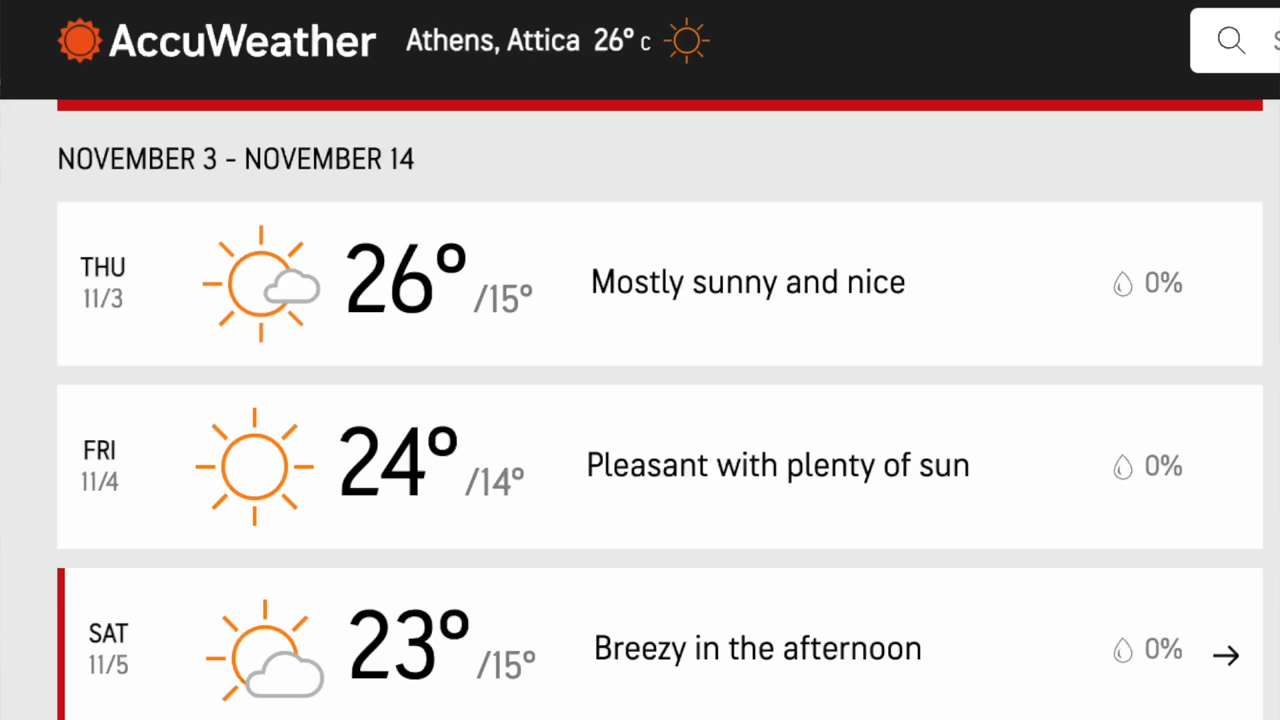 AccuWeather Athens, Attica 26° C
NOVEMBER 3 - NOVEMBER 14
THU
11/3
26° /15°
Mostly sunny and nice
0%
FRI
11/4
24° /14°
Pleasant with plenty of sun
0%
SAT
11/5
23° /15°
Breezy in the afternoon
0%